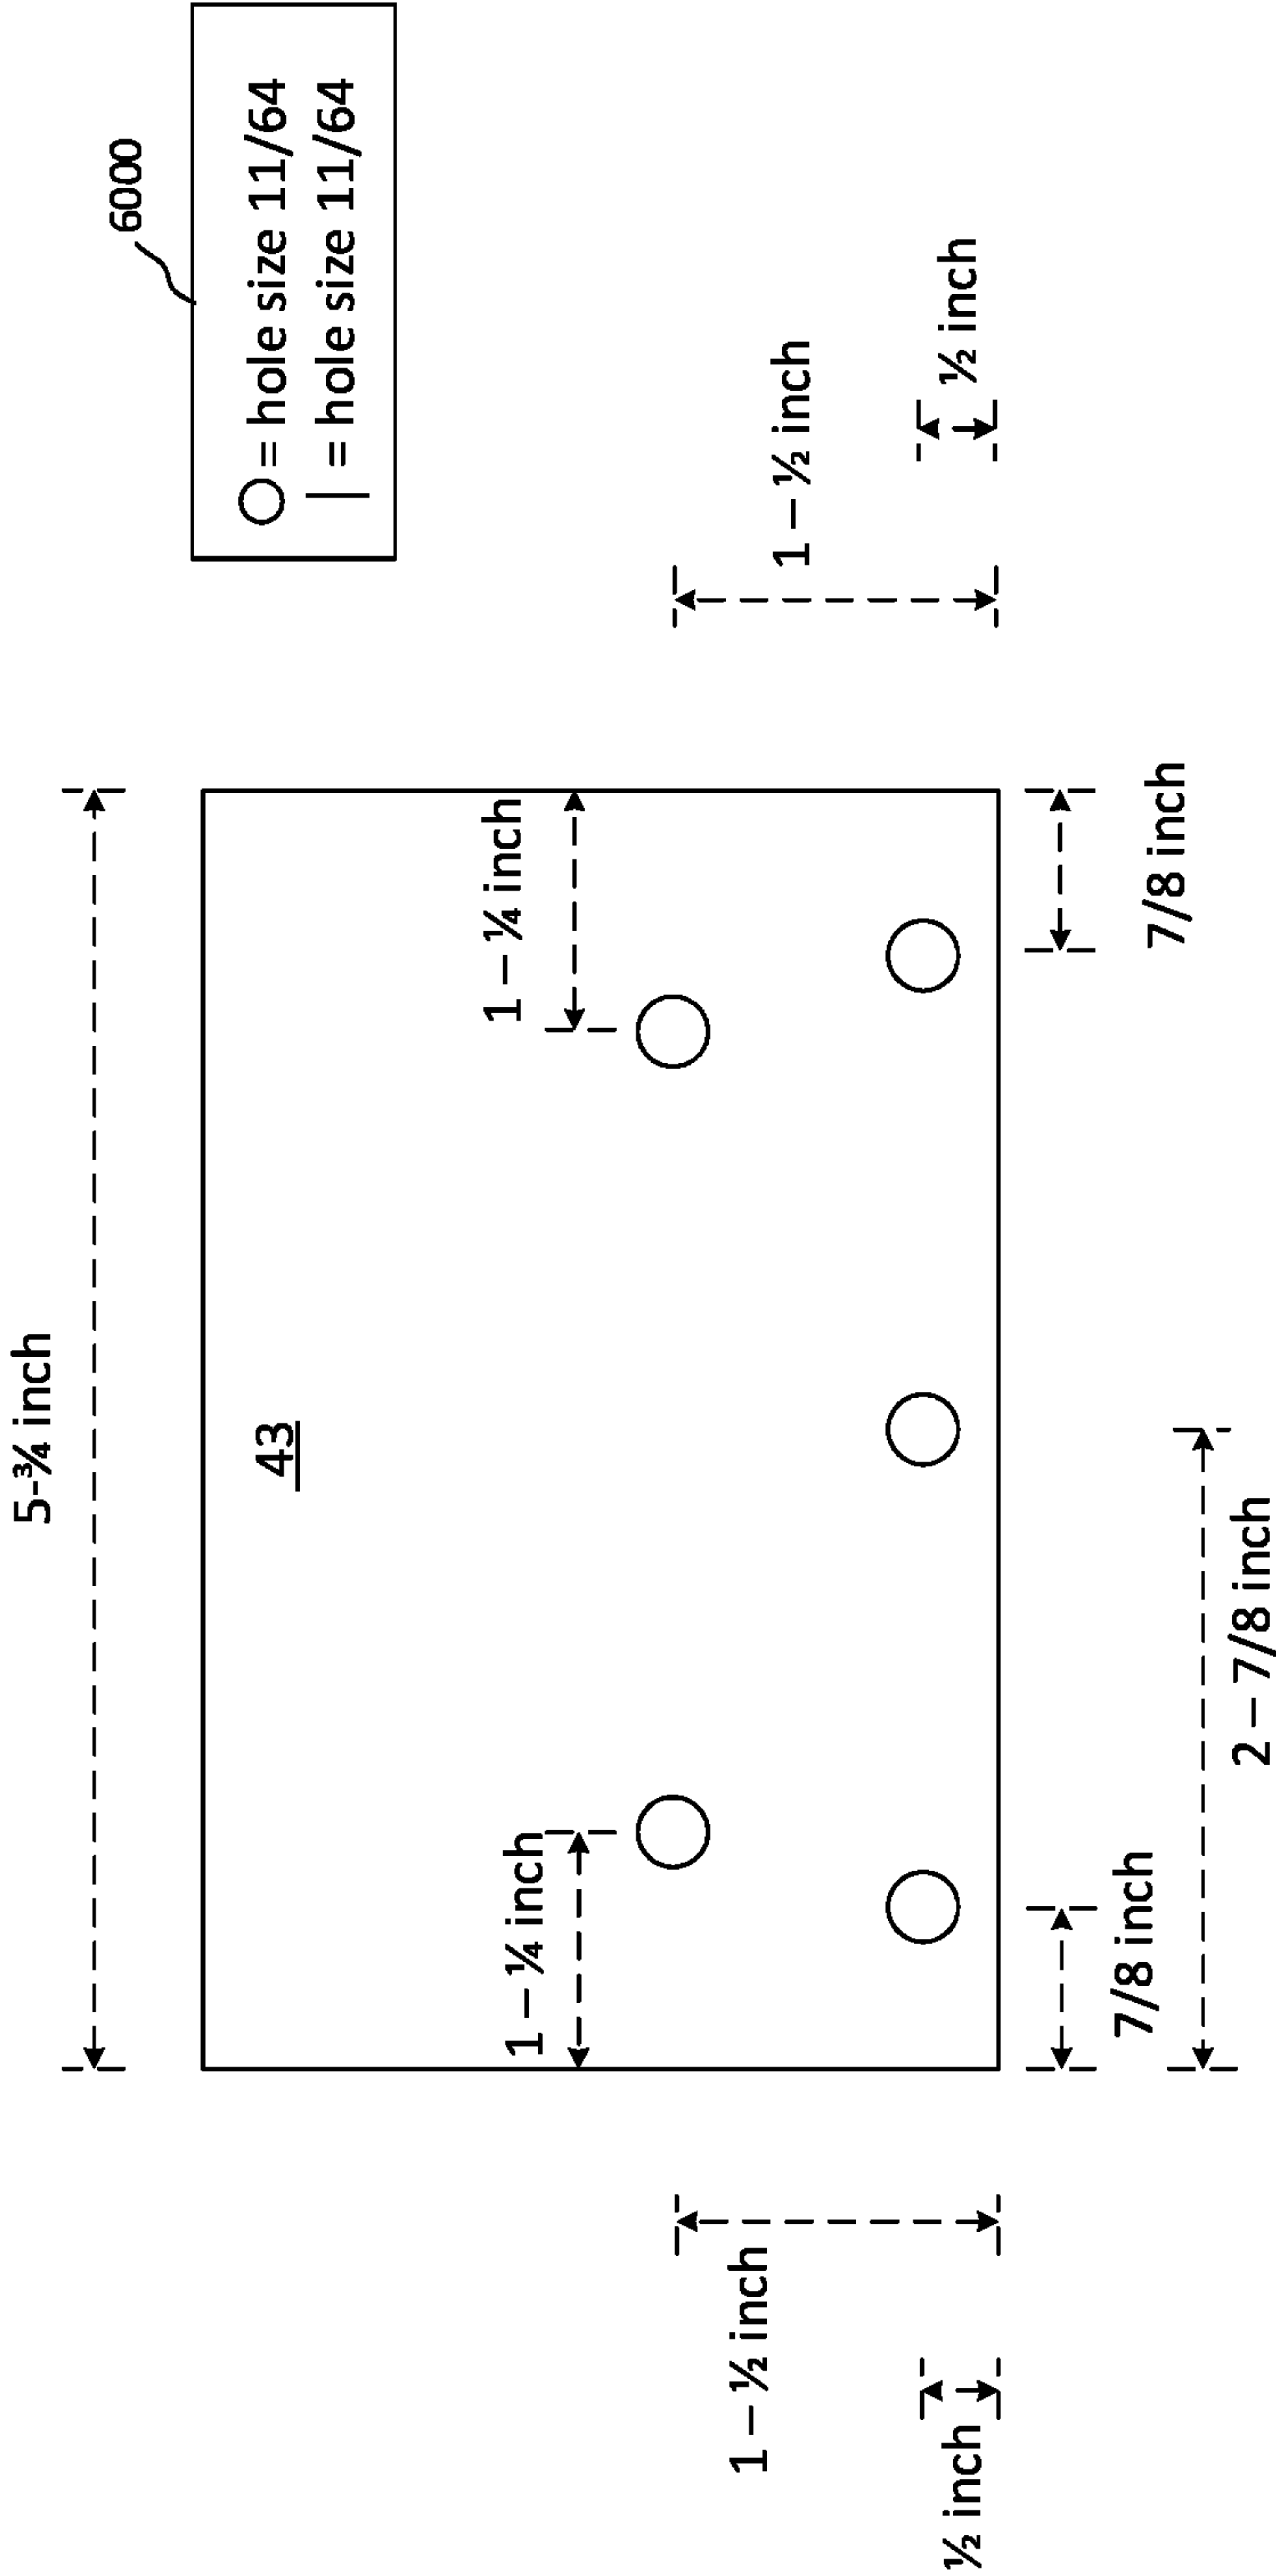 6000
= hole size 11/64
| = hole size 11/64
5-¾ inch
43
1 – ¼ inch
1 – ¼ inch
1 – ½ inch
1 – ½ inch
½ inch
½ inch
7/8 inch
7/8 inch
2 – 7/8 inch